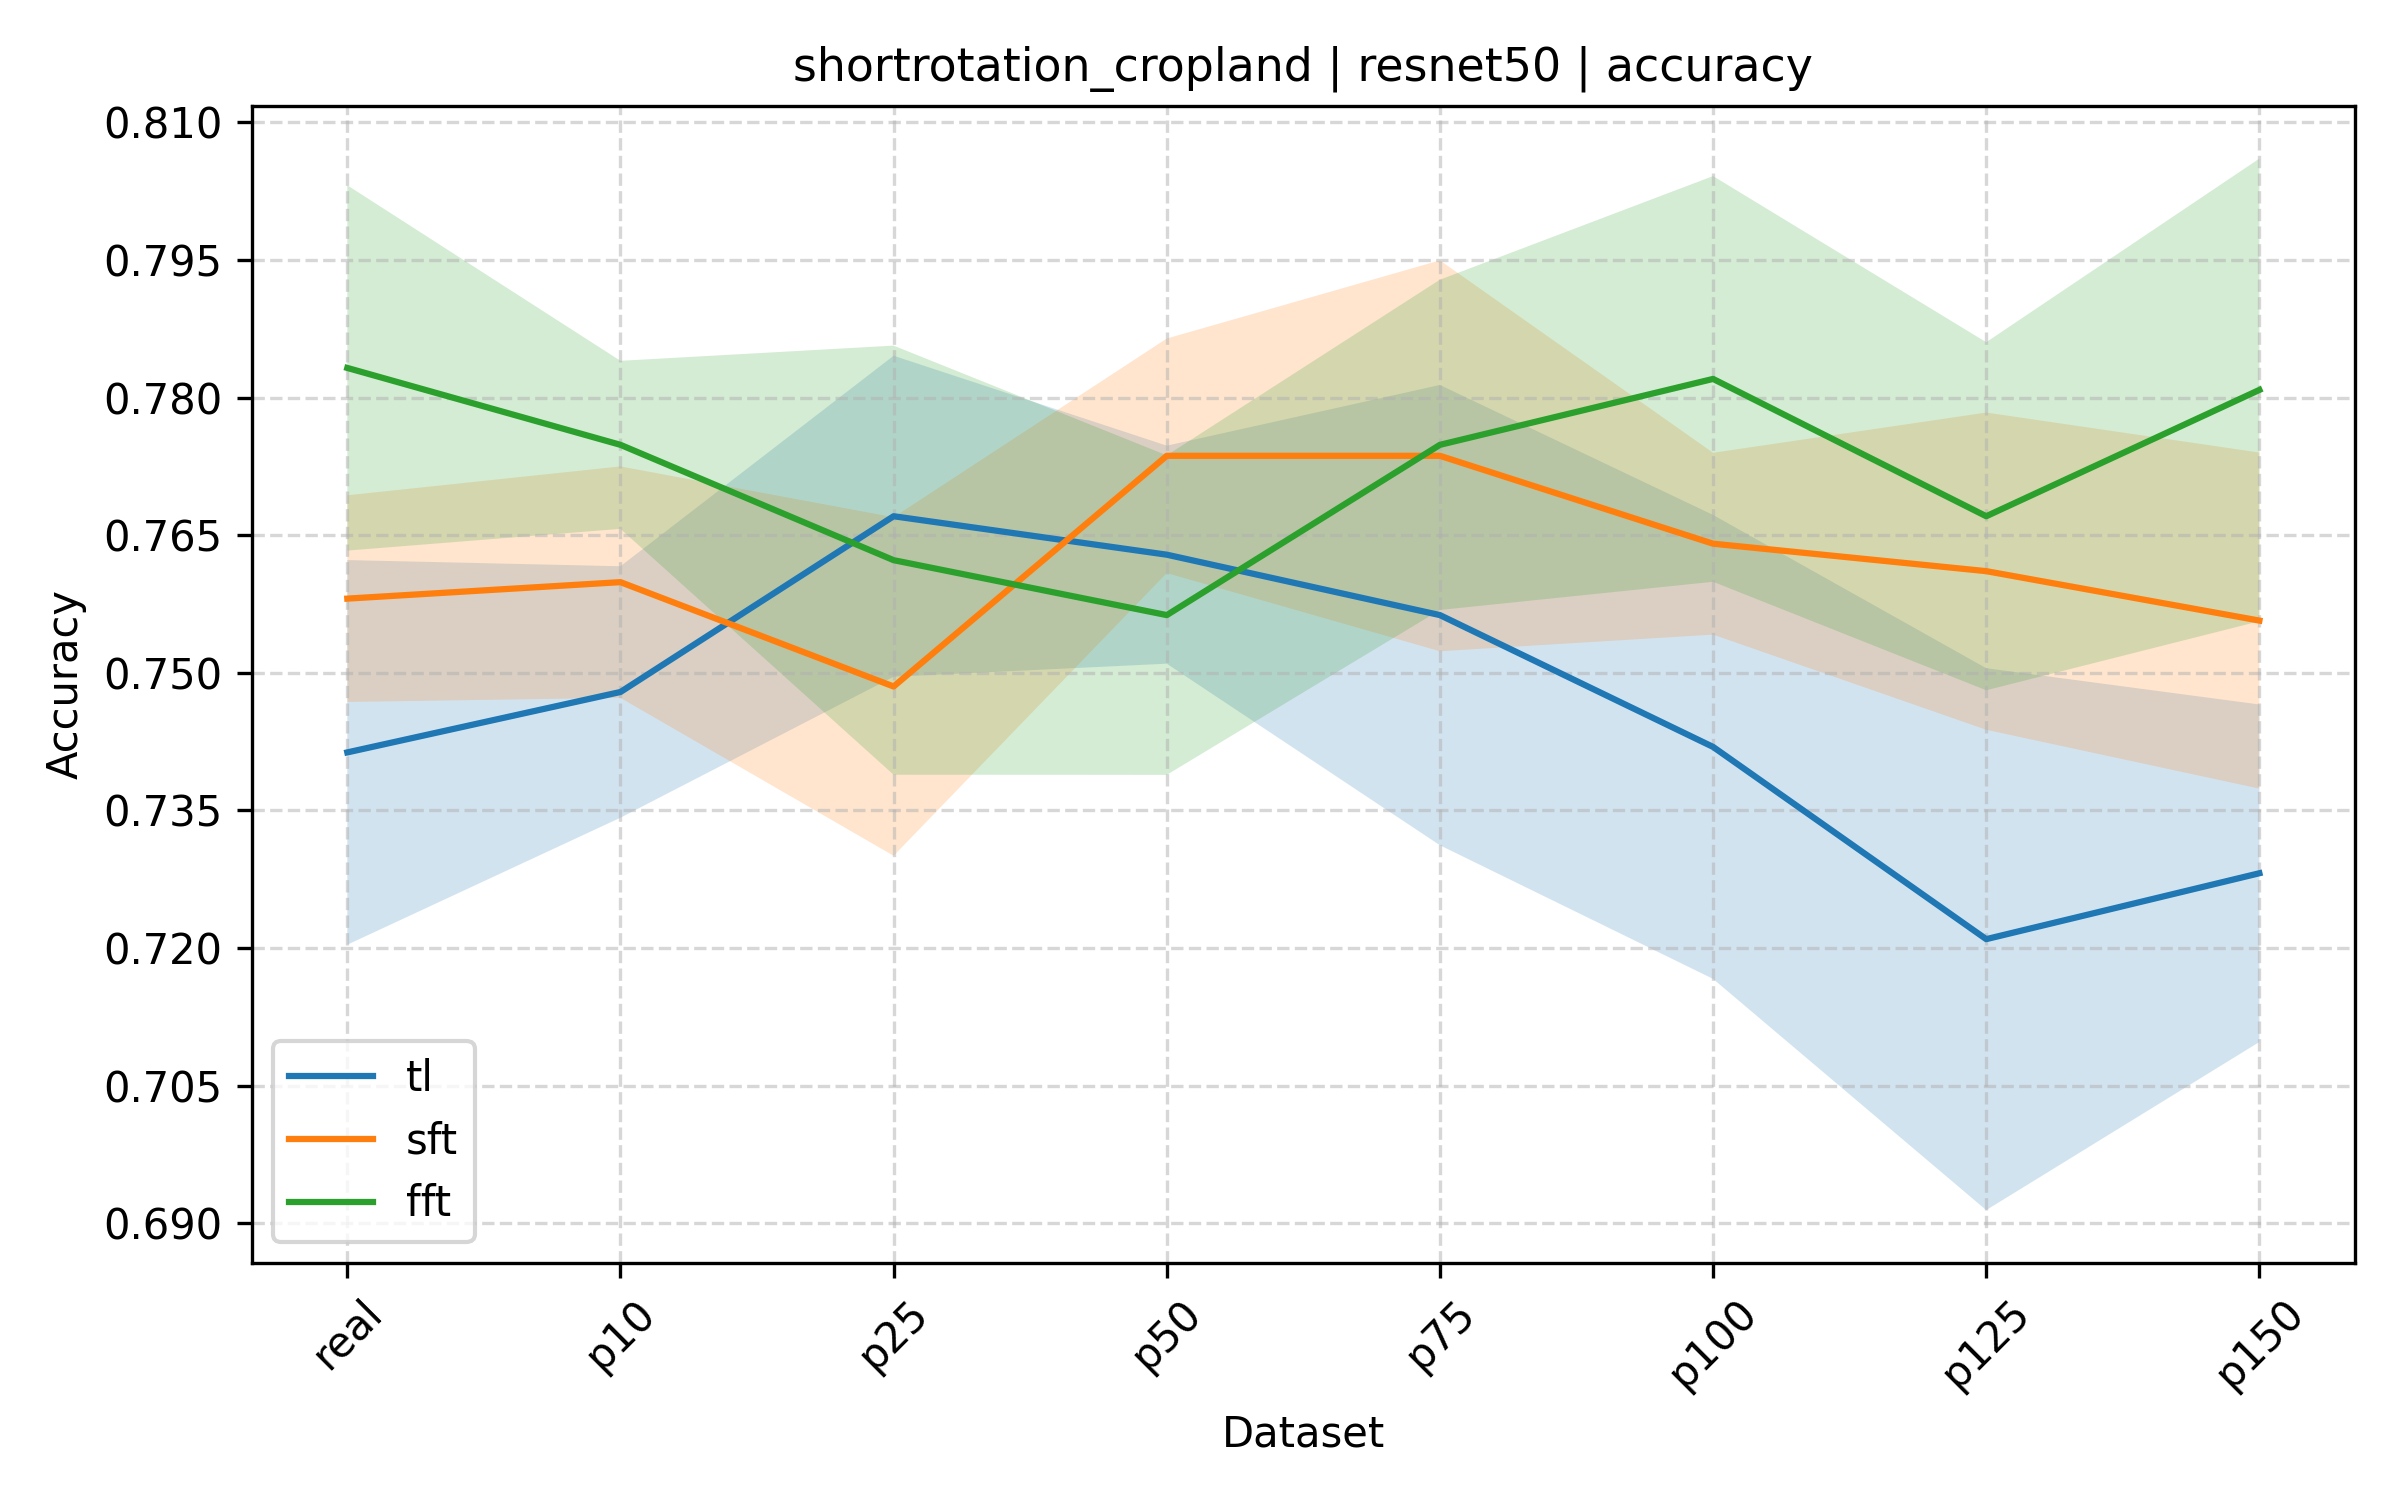 shortrotation_cropland | resnet50 | accuracy
0.810
0.795
0.780
0.765
0.750
0.735
0.720
0.705
0.690
Accuracy
tl
sft
fft
real
p10
p25
p50
p75
p100
p125
p150
Dataset